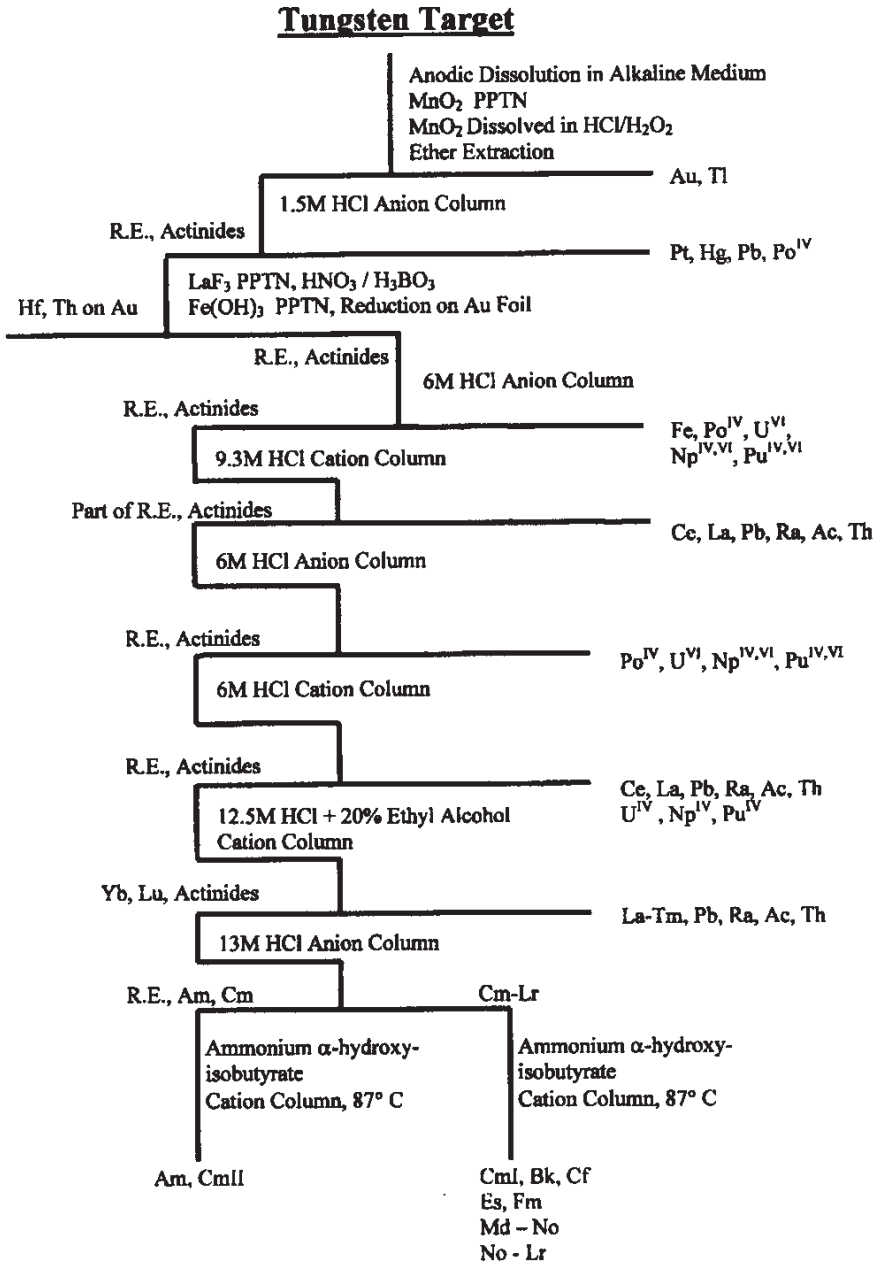 Tungsten Target
Anodic Dissolution in Alkaline Medium
MnO₂ PPTN
MnO₂ Dissolved in HCl/H₂O₂
Ether Extraction
Au, Tl
1.5M HCl Anion Column
R.E., Actinides
Pt, Hg, Pb, Po^IV
LaF₃ PPTN, HNO₃ / H₃BO₃
Fe(OH)₃ PPTN, Reduction on Au Foil
Hf, Th on Au
R.E., Actinides
6M HCl Anion Column
R.E., Actinides
Fe, Po^IV, U^VI,
Np^IV,VI, Pu^IV,VI
9.3M HCl Cation Column
Part of R.E., Actinides
Ce, La, Pb, Ra, Ac, Th
6M HCl Anion Column
R.E., Actinides
Po^IV, U^VI, Np^IV,VI, Pu^IV,VI
6M HCl Cation Column
R.E., Actinides
Ce, La, Pb, Ra, Ac, Th
U^IV, Np^IV, Pu^IV
12.5M HCl + 20% Ethyl Alcohol
Cation Column
Yb, Lu, Actinides
La-Tm, Pb, Ra, Ac, Th
13M HCl Anion Column
R.E., Am, Cm
Cm-Lr
Ammonium α-hydroxy-
isobutyrate
Cation Column, 87° C
Ammonium α-hydroxy-
isobutyrate
Cation Column, 87° C
Am, CmII
CmI, Bk, Cf
Es, Fm
Md – No
No - Lr